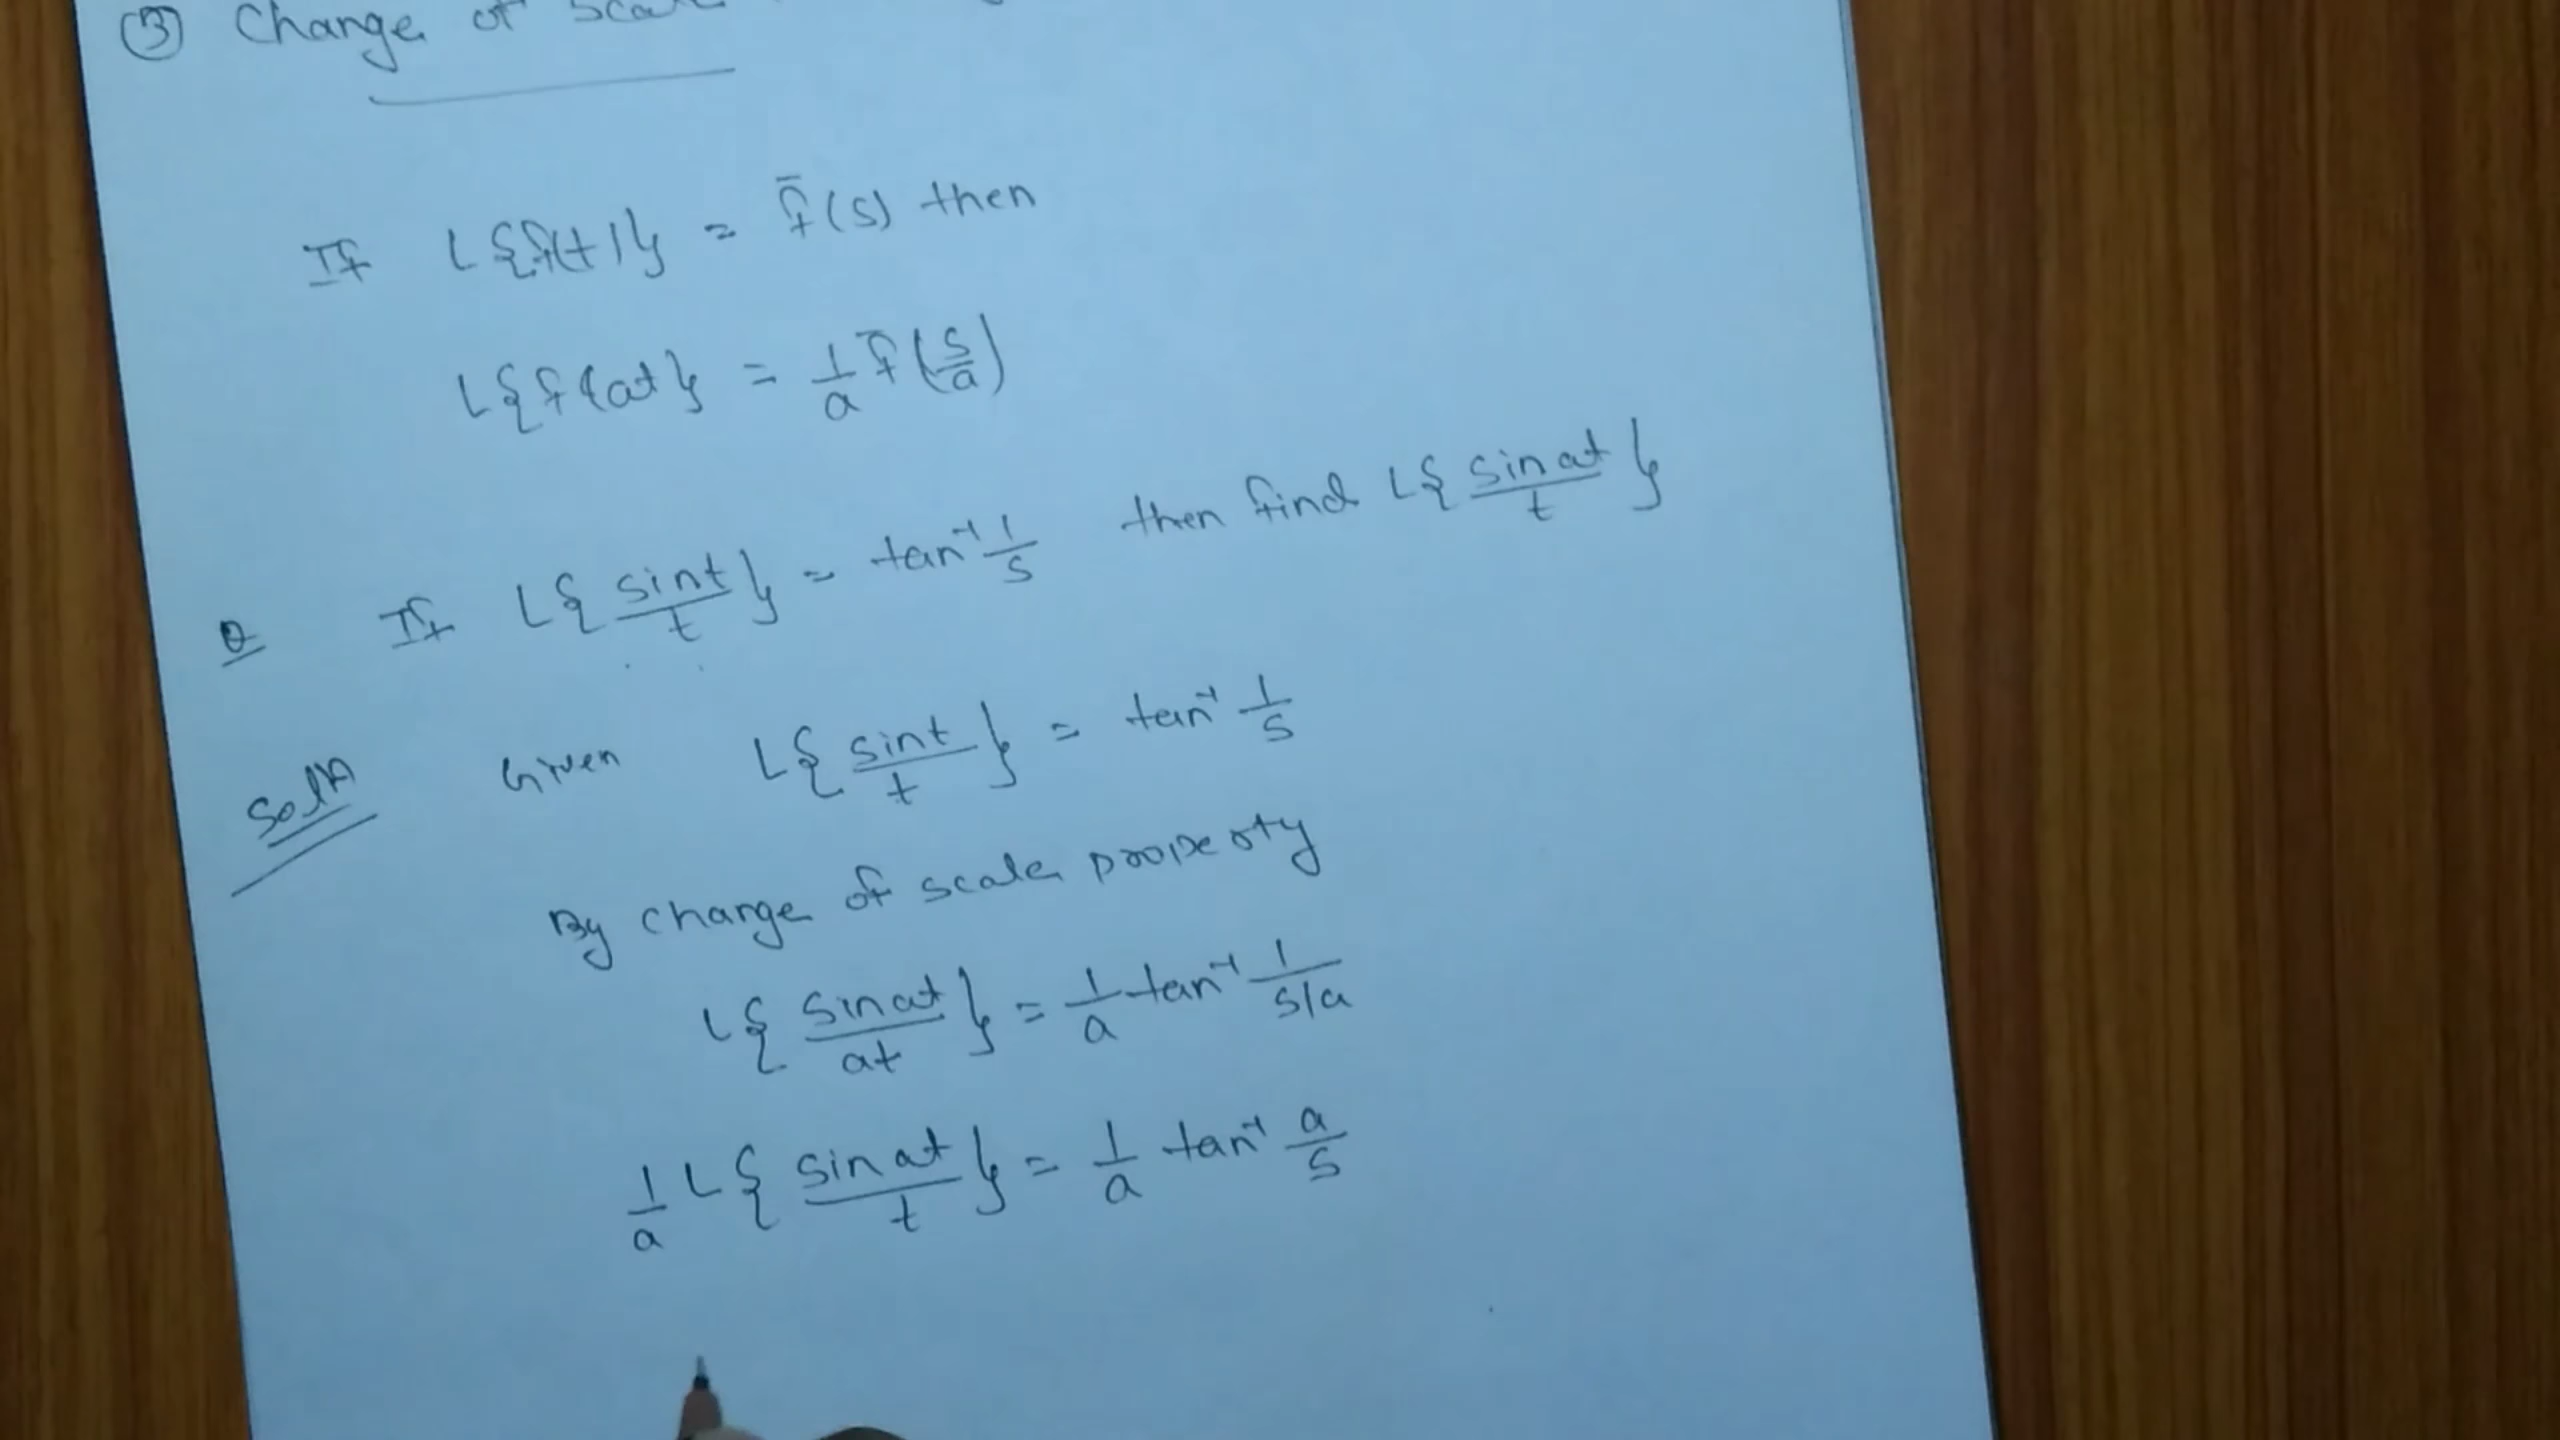 ③ Change of Scale
If L{f(t)} = f̄(s) then
L{f(at} = 1/a f̄(s/a)
Q If L{sint/t} = tan⁻¹ 1/s then find L{sin at/t}
Soln Given L{sint/t} = tan⁻¹ 1/s
By change of scale property
L{sinat/at} = 1/a tan⁻¹ 1/s/a
1/a L{sin at/t} = 1/a tan⁻¹ a/s